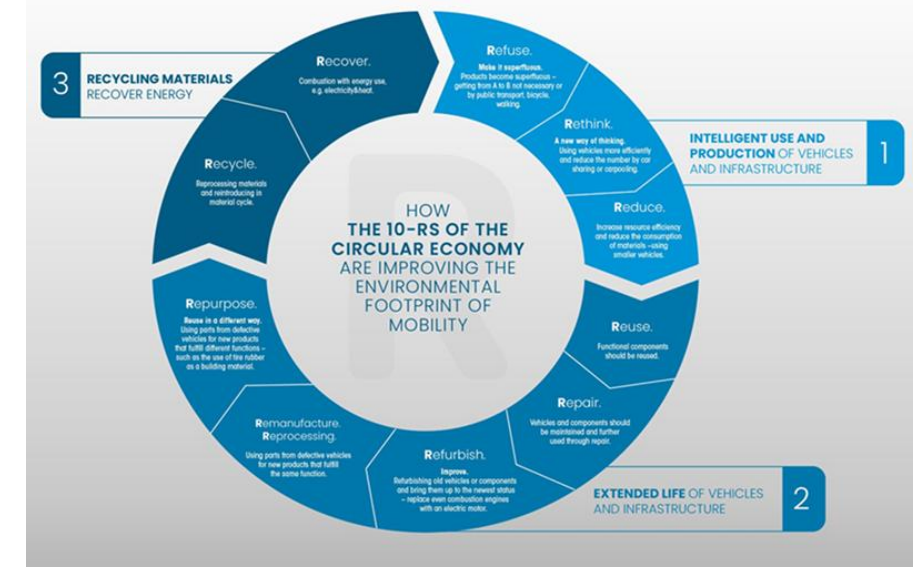 HOW
THE 10-RS OF THE
CIRCULAR ECONOMY
ARE IMPROVING THE
ENVIRONMENTAL
FOOTPRINT OF
MOBILITY
1
INTELLIGENT USE AND
PRODUCTION OF VEHICLES
AND INFRASTRUCTURE
Refuse.
Make it superfluous.
Products become superfluous –
getting from A to B not necessary or
by public transport, bicycle,
walking.
Rethink.
A new way of thinking.
Using vehicles more efficiently
and reduce the number by car
sharing or carpooling.
Reduce.
Increase resource efficiency
and reduce the consumption
of materials –using
smaller vehicles.
2
EXTENDED LIFE OF VEHICLES
AND INFRASTRUCTURE
Reuse.
Functional components
should be reused.
Repair.
Vehicles and components should
be maintained and further
used through repair.
Refurbish.
Improve.
Refurbishing old vehicles or components
and bring them up to the newest status
– replace even combustion engines
with an electric motor.
Remanufacture.
Reprocessing.
Using parts from defective vehicles
for new products that fulfill
the same function.
Repurpose.
Reuse in a different way.
Using parts from defective
vehicles for new products
that fulfill different functions –
such as the use of tire rubber
as a building material.
3
RECYCLING MATERIALS
RECOVER ENERGY
Recycle.
Reprocessing materials
and reintroducing in
material cycle.
Recover.
Combustion with energy use,
e.g. electricity&heat.
R